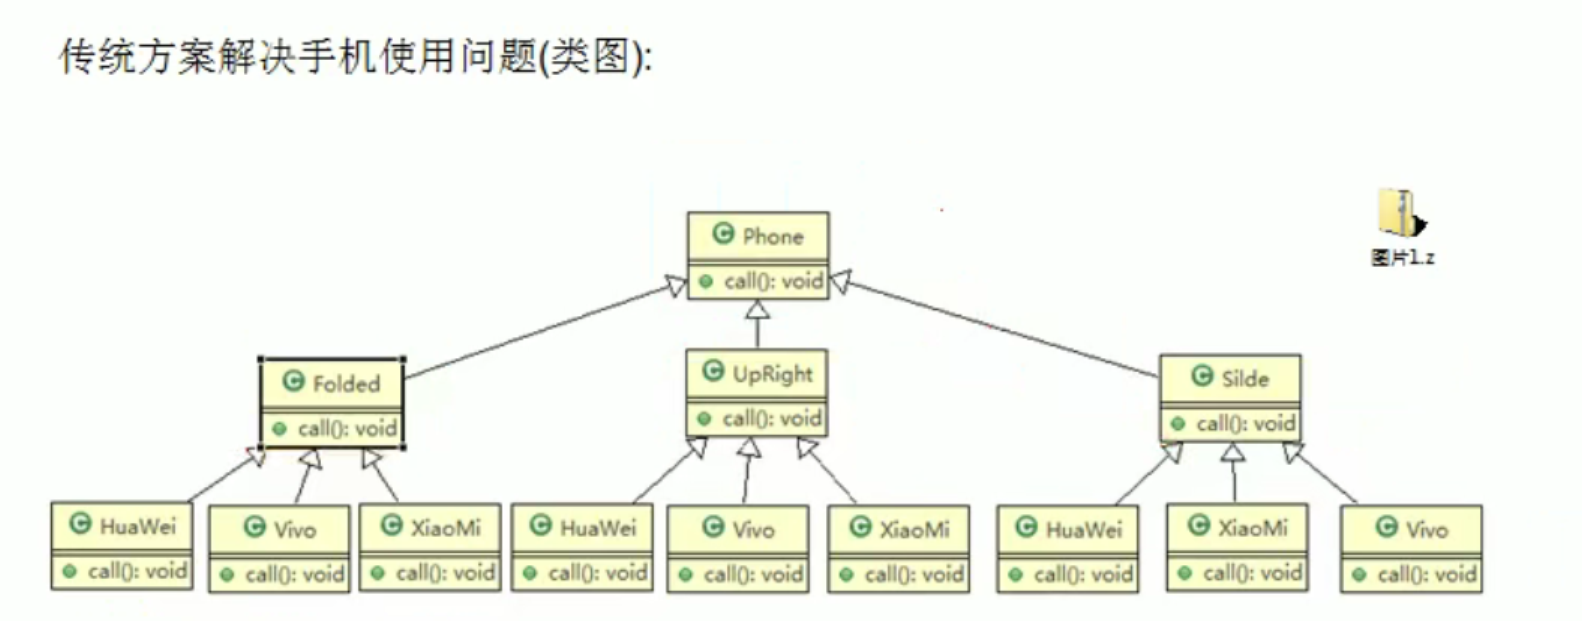 传统方案解决手机使用问题(类图):
Phone
call(): void
图片1.z
Folded
call(): void
UpRight
call(): void
Silde
call(): void
HuaWei
call(): void
Vivo
call(): void
XiaoMi
call(): void
HuaWei
call(): void
Vivo
call(): void
XiaoMi
call(): void
HuaWei
call(): void
XiaoMi
call(): void
Vivo
call(): void